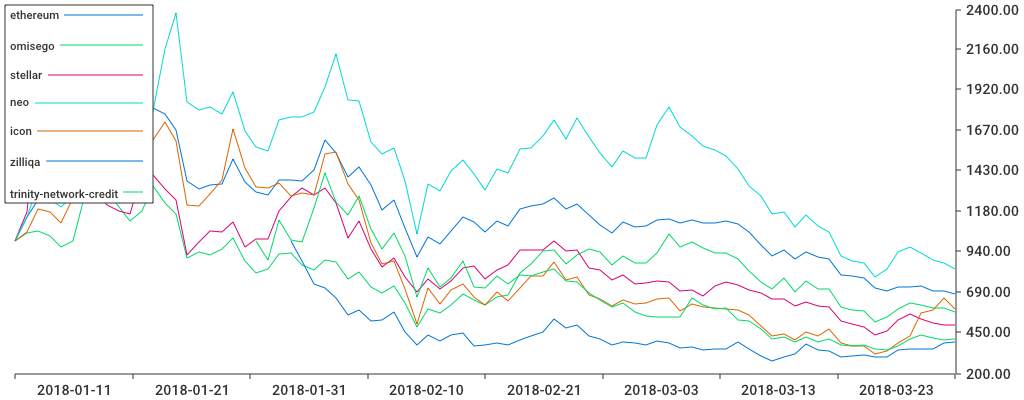 ethereum
omisego
stellar
neo
icon
zilliqa
trinity-network-credit
2400.00
2160.00
1920.00
1670.00
1430.00
1180.00
940.00
690.00
450.00
200.00
2018-01-11 2018-01-21 2018-01-31 2018-02-10 2018-02-21 2018-03-03 2018-03-13 2018-03-23